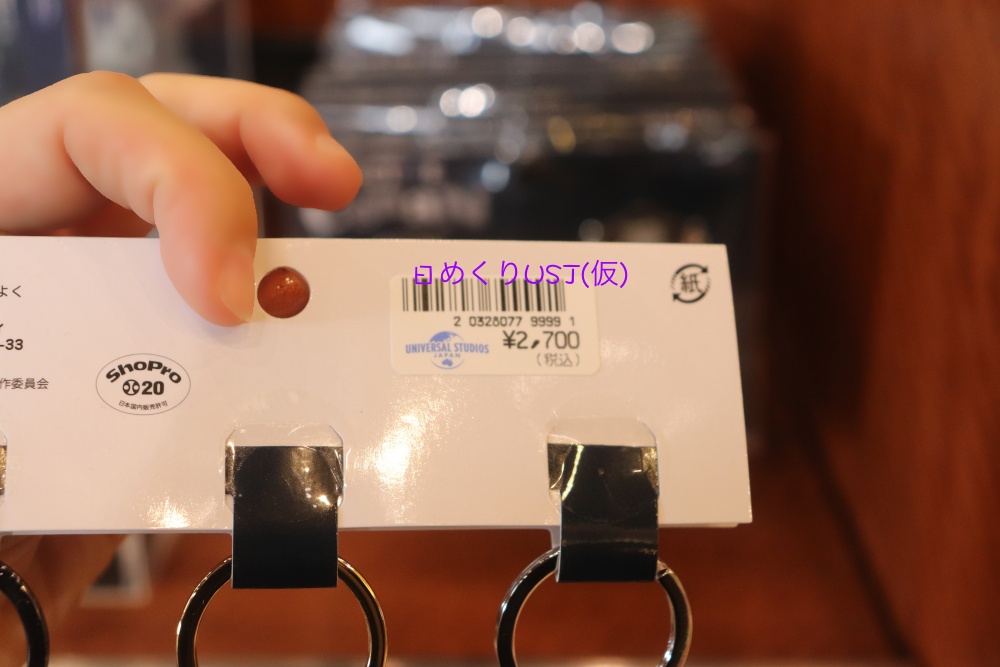 日めくりUSJ(仮)
紙
よく
2 0328077 9999 1
¥2,700
UNIVERSAL STUDIOS
JAPAN
(税込)
-33
作委員会
ShoPro
20
日本国内販売許可